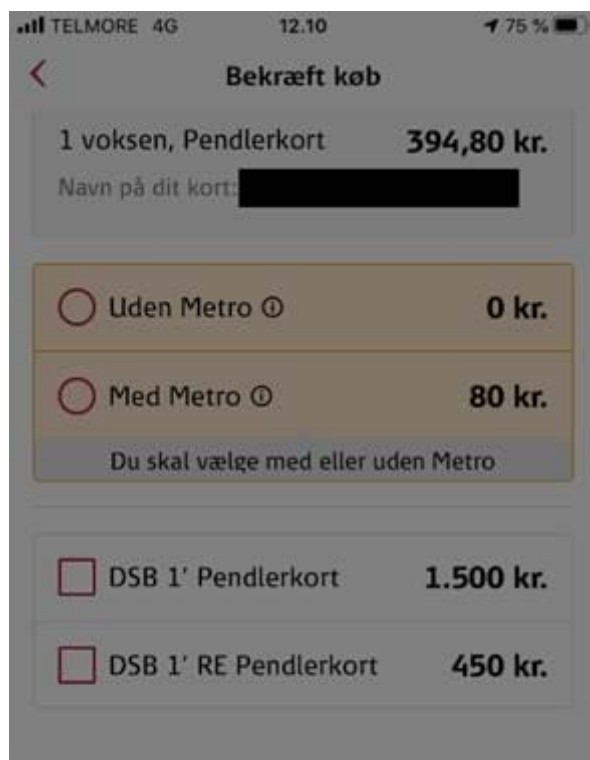 TELMORE 4G 12.10 75 %
Bekræft køb
1 voksen, Pendlerkort 394,80 kr.
Navn på dit kort:
Uden Metro 0 kr.
Med Metro 80 kr.
Du skal vælge med eller uden Metro
DSB 1' Pendlerkort 1.500 kr.
DSB 1' RE Pendlerkort 450 kr.